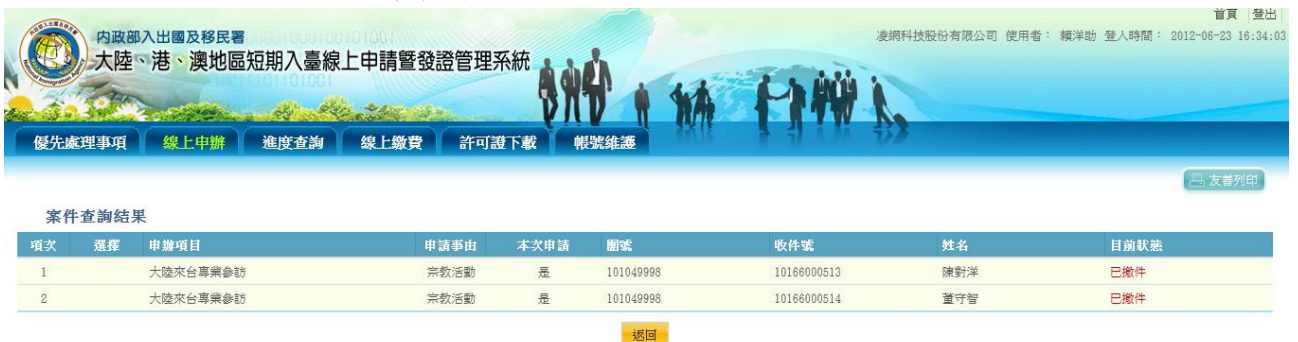 首頁 | 登出
內政部入出國及移民署
大陸、港、澳地區短期入臺線上申請暨發證管理系統
凌網科技股份有限公司 使用者： 賴洋助 登入時間： 2012-06-23 16:34:03
優先處理事項 線上申辦 進度查詢 線上繳費 許可證下載 帳號維護
友善列印
案件查詢結果
項次 選擇 申辦項目 申請事由 本次申請 團號 收件號 姓名 目前狀態
1 大陸來台專業參訪 宗教活動 是 101049998 10166000513 陳對洋 已撤件
2 大陸來台專業參訪 宗教活動 是 101049998 10166000514 董守智 已撤件
返回